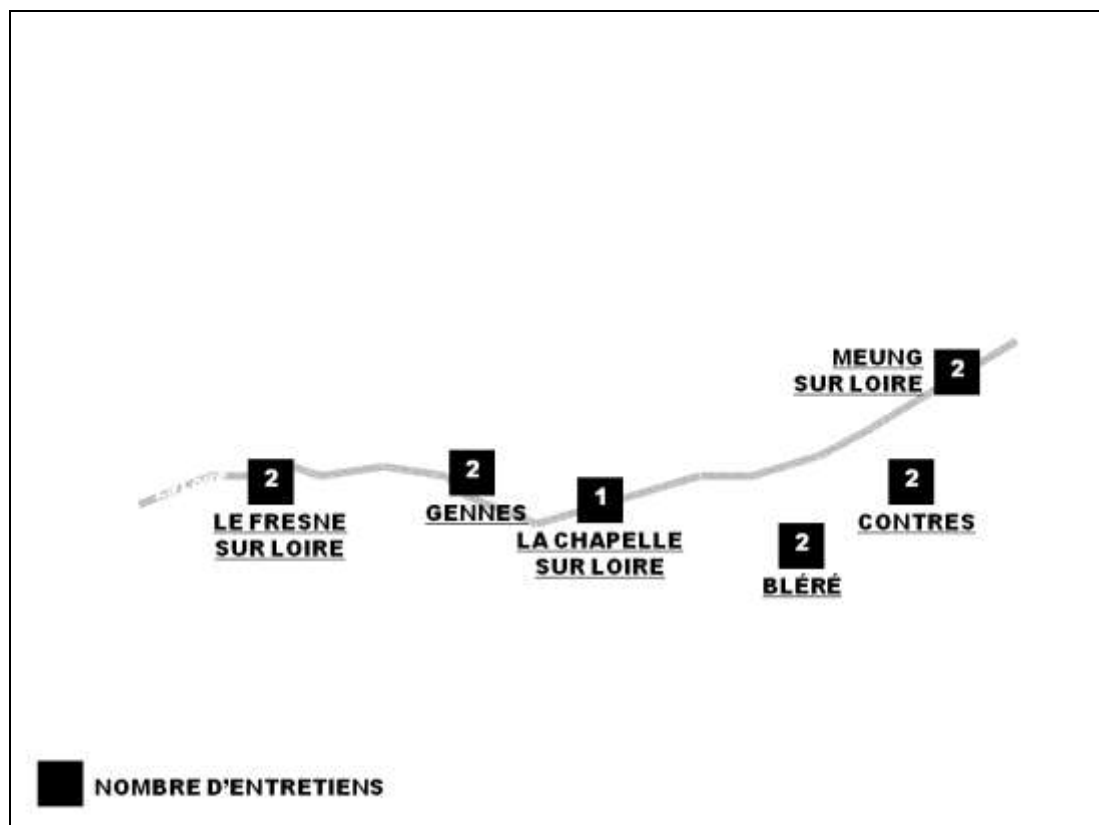 MEUNG
SUR LOIRE
2
2
LE FRESNE
SUR LOIRE
2
GENNES
1
LA CHAPELLE
SUR LOIRE
2
CONTRES
2
BLÉRÉ
NOMBRE D'ENTRETIENS